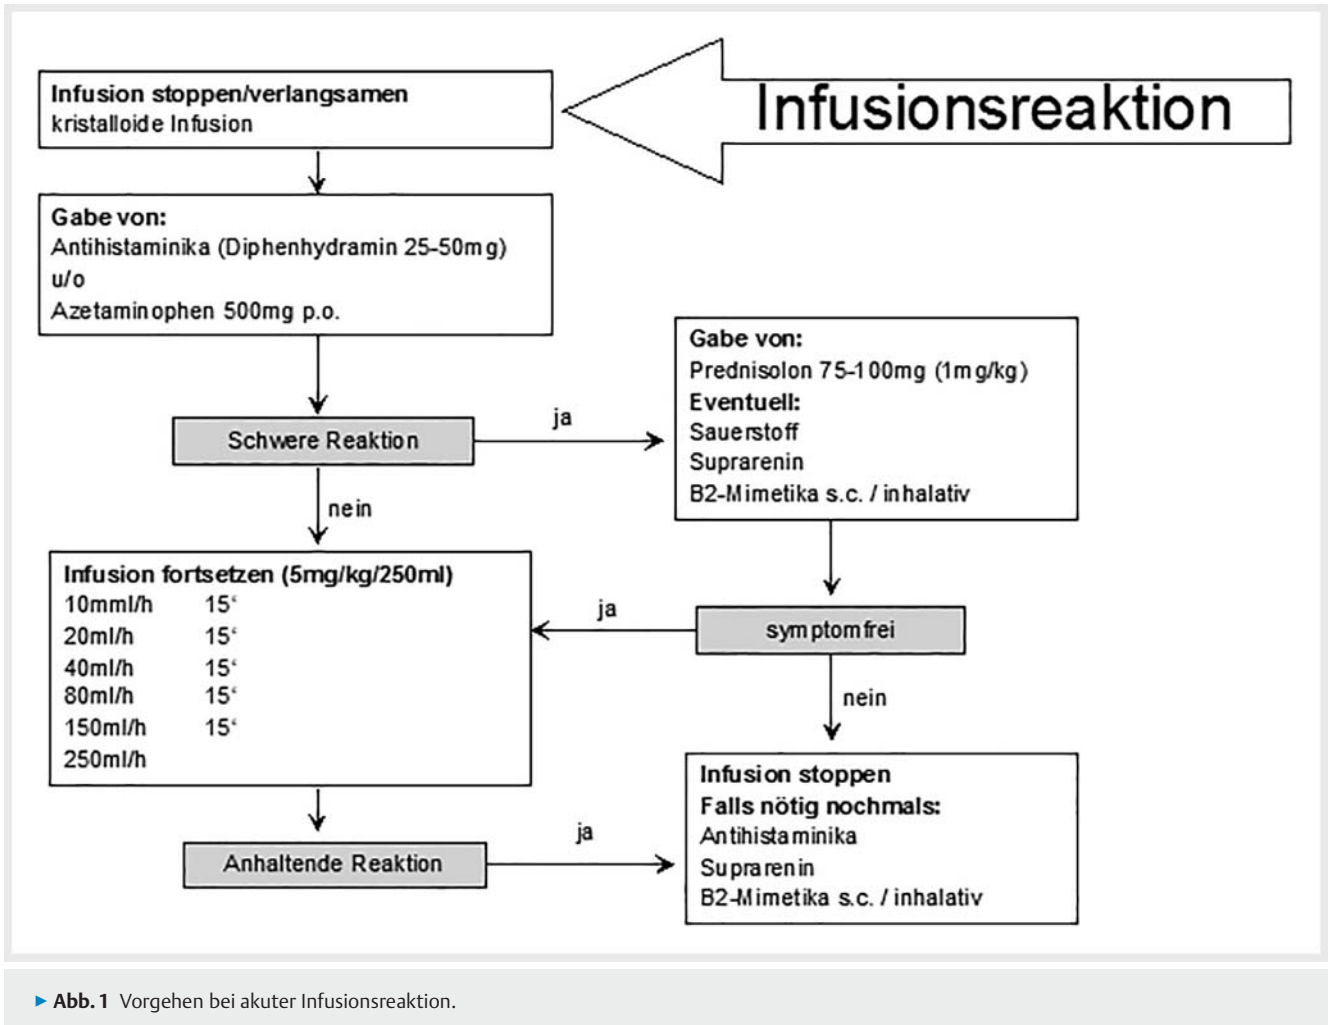 Infusionsreaktion
Infusion stoppen/verlangsamen
kristalloide Infusion
Gabe von:
Antihistaminika (Diphenhydramin 25-50mg)
u/o
Azetaminophen 500mg p.o.
Schwere Reaktion
ja
Gabe von:
Prednisolon 75-100mg (1mg/kg)
Eventuell:
Sauerstoff
Suprarenin
B2-Mimetika s.c. / inhalativ
nein
Infusion fortsetzen (5mg/kg/250ml)
10mml/h 15‘
20ml/h 15‘
40ml/h 15‘
80ml/h 15‘
150ml/h 15‘
250ml/h
ja
symptomfrei
nein
Anhaltende Reaktion
ja
Infusion stoppen
Falls nötig nochmals:
Antihistaminika
Suprarenin
B2-Mimetika s.c. / inhalativ
▶ Abb. 1 Vorgehen bei akuter Infusionsreaktion.